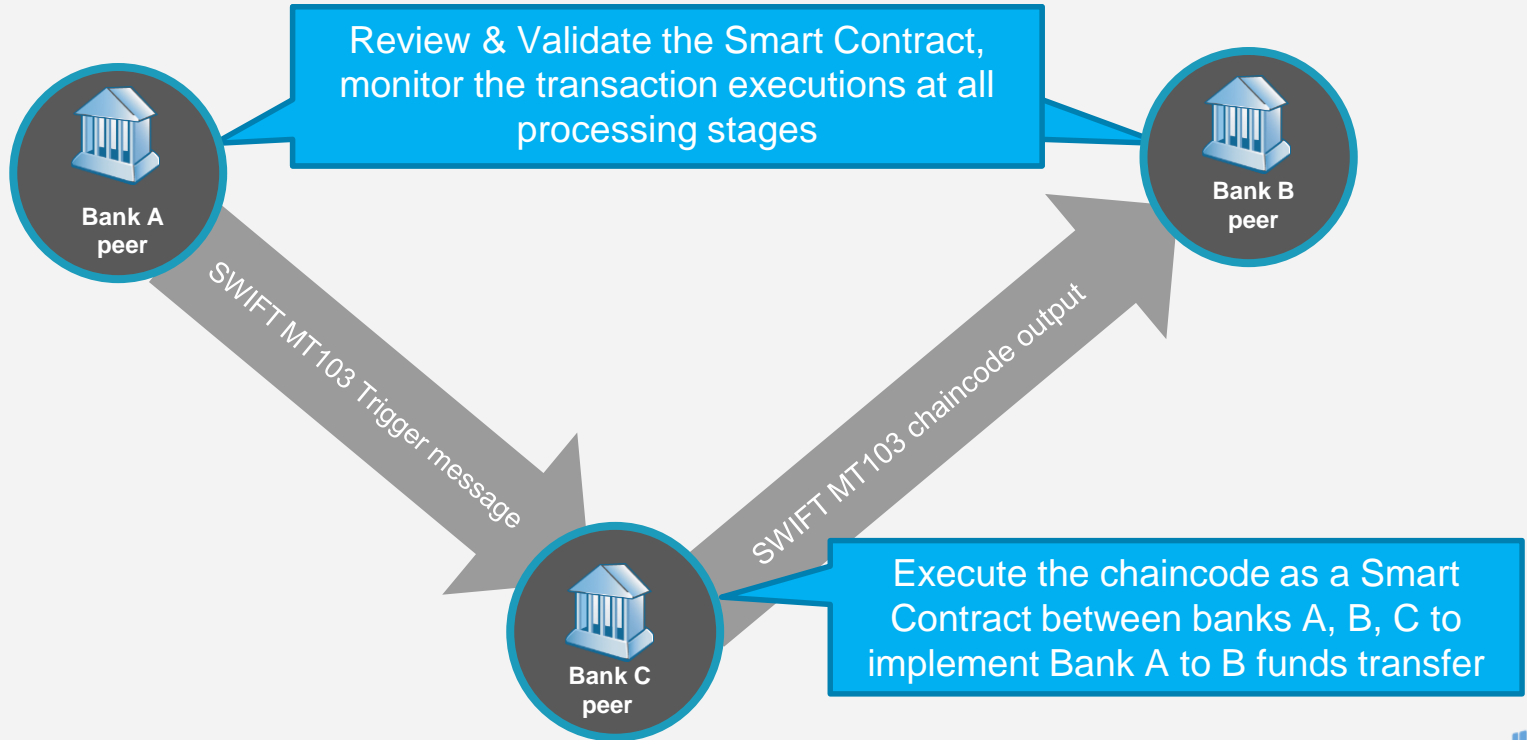 Review & Validate the Smart Contract,
monitor the transaction executions at all
processing stages
Bank A
peer
Bank B
peer
SWIFT MT103 Trigger message
SWIFT MT103 chaincode output
Execute the chaincode as a Smart
Contract between banks A, B, C to
implement Bank A to B funds transfer
Bank C
peer